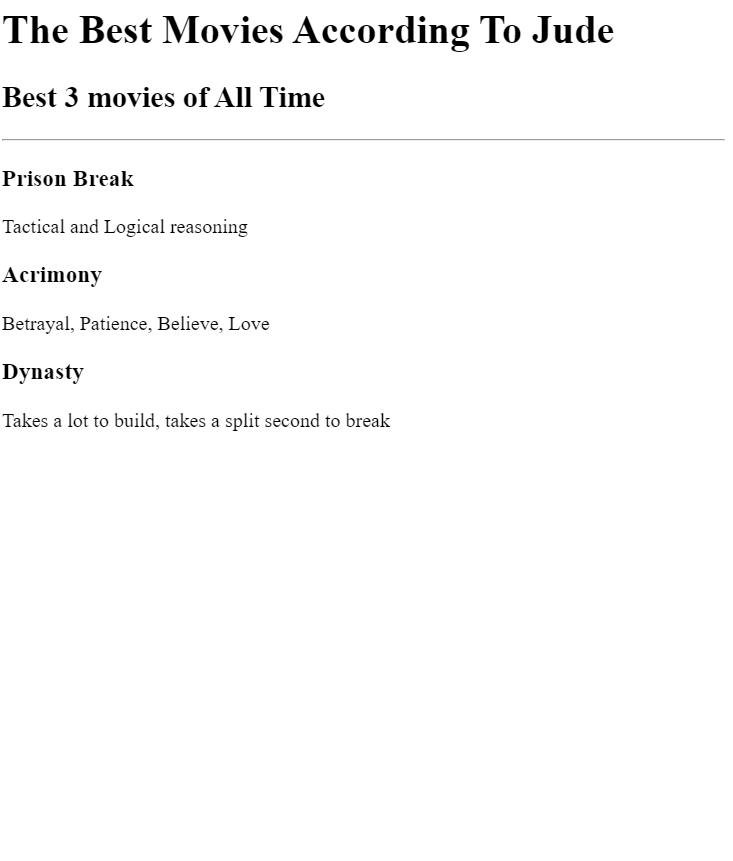 The Best Movies According To Jude
Best 3 movies of All Time
Prison Break
Tactical and Logical reasoning
Acrimony
Betrayal, Patience, Believe, Love
Dynasty
Takes a lot to build, takes a split second to break